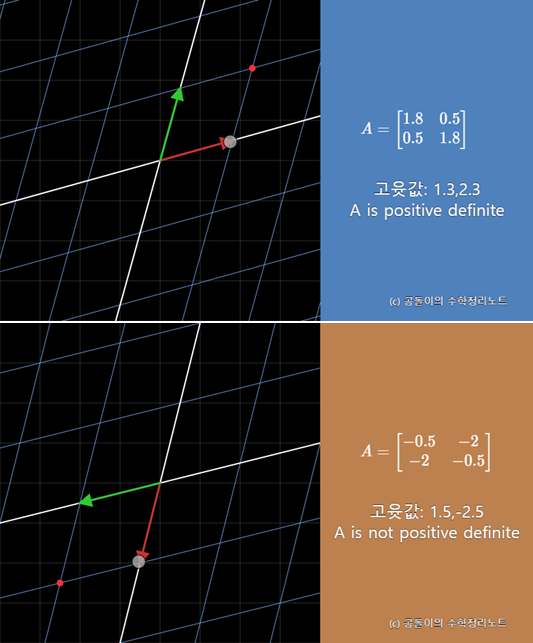 A = [1.8 0.5
0.5 1.8]
고윳값: 1.3,2.3
A is positive definite
(c) 공돌이의 수학정리노트
A = [−0.5 −2
−2 −0.5]
고윳값: 1.5,-2.5
A is not positive definite
(c) 공돌이의 수학정리노트